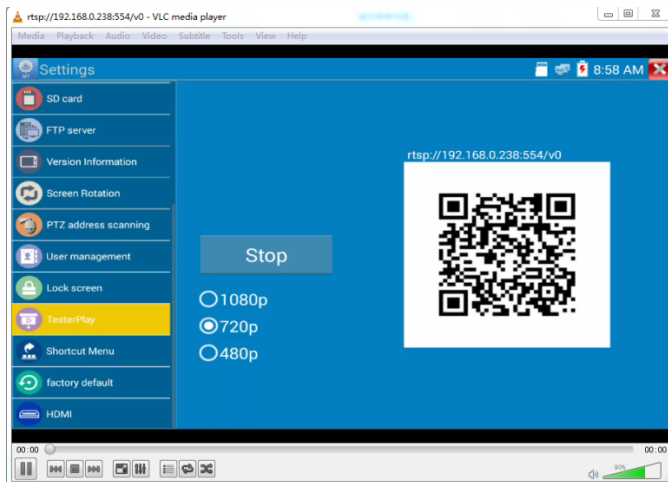 rtsp://192.168.0.238:554/v0 - VLC media player
Media Playback Audio Video Subtitle Tools View Help
Settings
8:58 AM
SD card
FTP server
Version Information
Screen Rotation
PTZ address scanning
User management
Lock screen
TesterPlay
Shortcut Menu
factory default
HDMI
rtsp://192.168.0.238:554/v0
Stop
1080p
720p
480p
00:00
00:00
90%